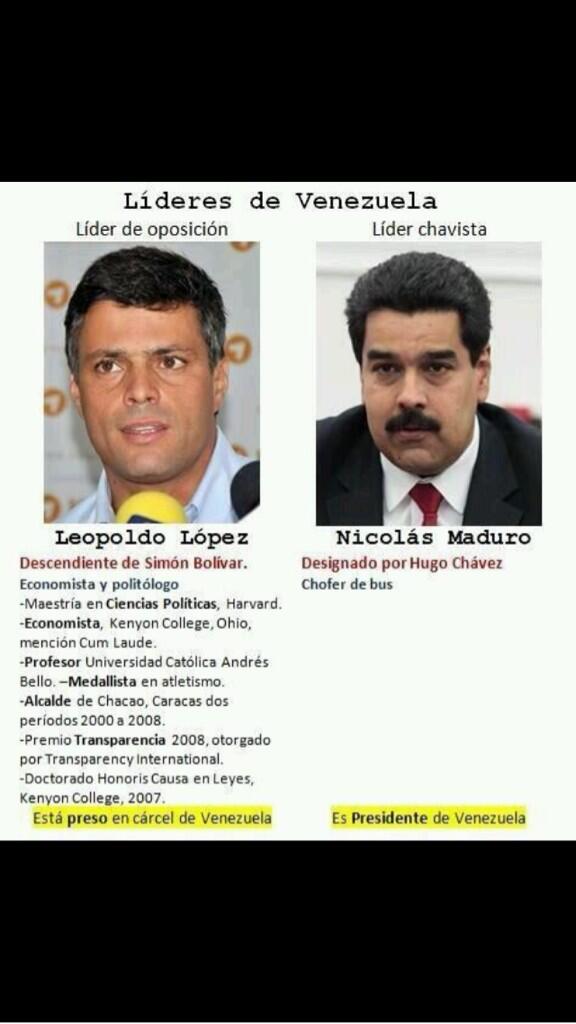 Líderes de Venezuela
Líder de oposición
Líder chavista
Leopoldo López
Nicolás Maduro
Descendiente de Simón Bolívar.
Economista y politólogo
-Maestría en Ciencias Políticas, Harvard.
-Economista, Kenyon College, Ohio,
mención Cum Laude.
-Profesor Universidad Católica Andrés
Bello. –Medallista en atletismo.
-Alcalde de Chacao, Caracas dos
períodos 2000 a 2008.
-Premio Transparencia 2008, otorgado
por Transparency International.
-Doctorado Honoris Causa en Leyes,
Kenyon College, 2007.
Está preso en cárcel de Venezuela
Designado por Hugo Chávez
Chofer de bus
Es Presidente de Venezuela